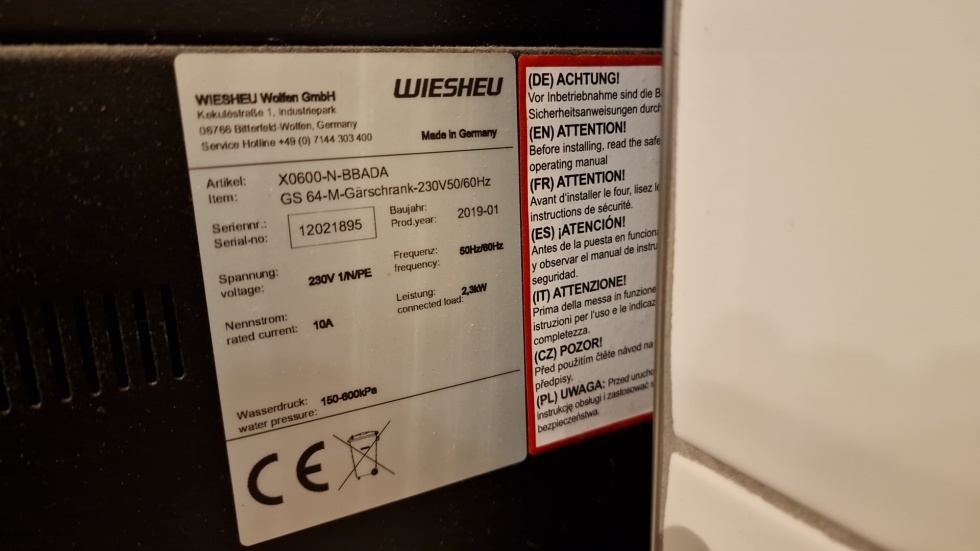 WIESHEU Wolfen GmbH
Kekuléstraße 1, Industriepark
06766 Bitterfeld-Wolfen, Germany
Service Hotline +49 (0) 7144 303 400
WIESHEU
Made in Germany
Artikel: X0600-N-BBADA
Item: GS 64-M-Gärschrank-230V50/60Hz
Seriennr.:
Serial-no: 12021895
Baujahr:
Prod.year: 2019-01
Spannung:
voltage: 230V 1/N/PE
Frequenz: 50Hz/60Hz
frequency:
Nennstrom:
rated current: 10A
Leistung: 2,3kW
connected load:
Wasserdruck: 150-600kPa
water pressure:
CE
(DE) ACHTUNG!
Vor Inbetriebnahme sind die
Sicherheitsanweisungen durch
(EN) ATTENTION!
Before installing, read the safe
operating manual
(FR) ATTENTION!
Avant d'installer le four, lisez
instructions de sécurité.
(ES) ¡ATENCIÓN!
Antes de la puesta en funcion
y observar el manual de instru
seguridad.
(IT) ATTENZIONE!
Prima della messa in funzione
istruzioni per l'uso e le indicaz
completezza.
(CZ) POZOR!
Před použitím čtěte návod na
předpisy.
(PL) UWAGA: Przed urucho
instrukcję obsługi i zastosować
bezpieczeństwa.